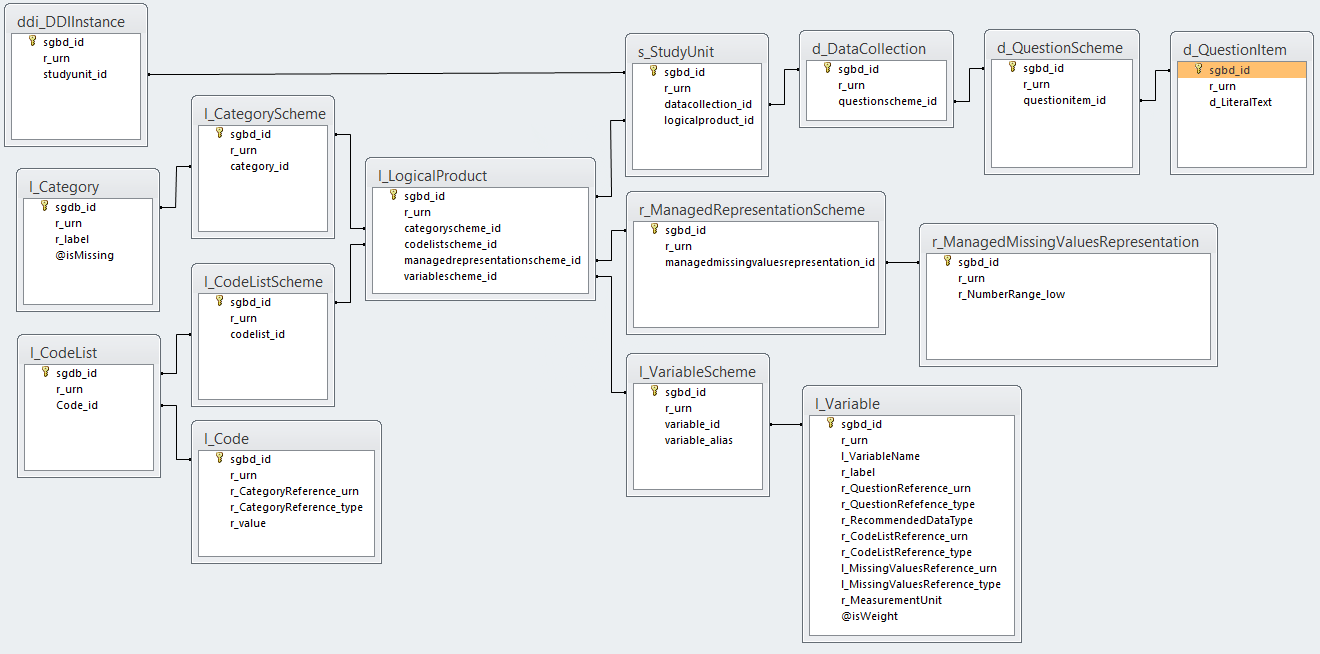 ddi_DDIInstance
sgbd_id
r_urn
studyunit_id
l_CategoryScheme
sgbd_id
r_urn
category_id
l_Category
sgdb_id
r_urn
r_label
@isMissing
l_CodeListScheme
sgbd_id
r_urn
codelist_id
l_CodeList
sgdb_id
r_urn
Code_id
l_Code
sgbd_id
r_urn
r_CategoryReference_urn
r_CategoryReference_type
r_value
l_LogicalProduct
sgbd_id
r_urn
categoryscheme_id
codelistscheme_id
managedrepresentationscheme_id
variablescheme_id
s_StudyUnit
sgbd_id
r_urn
datacollection_id
logicalproduct_id
d_DataCollection
sgbd_id
r_urn
questionscheme_id
d_QuestionScheme
sgbd_id
r_urn
questionitem_id
d_QuestionItem
sgbd_id
r_urn
d_LiteralText
r_ManagedRepresentationScheme
sgbd_id
r_urn
managedmissingvaluesrepresentation_id
r_ManagedMissingValuesRepresentation
sgbd_id
r_urn
r_NumberRange_low
l_VariableScheme
sgbd_id
r_urn
variable_id
variable_alias
l_Variable
sgbd_id
r_urn
l_VariableName
r_label
r_QuestionReference_urn
r_QuestionRefefence_type
r_RecommendedDataType
r_CodeListReference_urn
r_CodeListReference_type
l_MissingValuesReference_urn
l_MissingValuesReference_type
r_MeasurementUnit
@isWeight